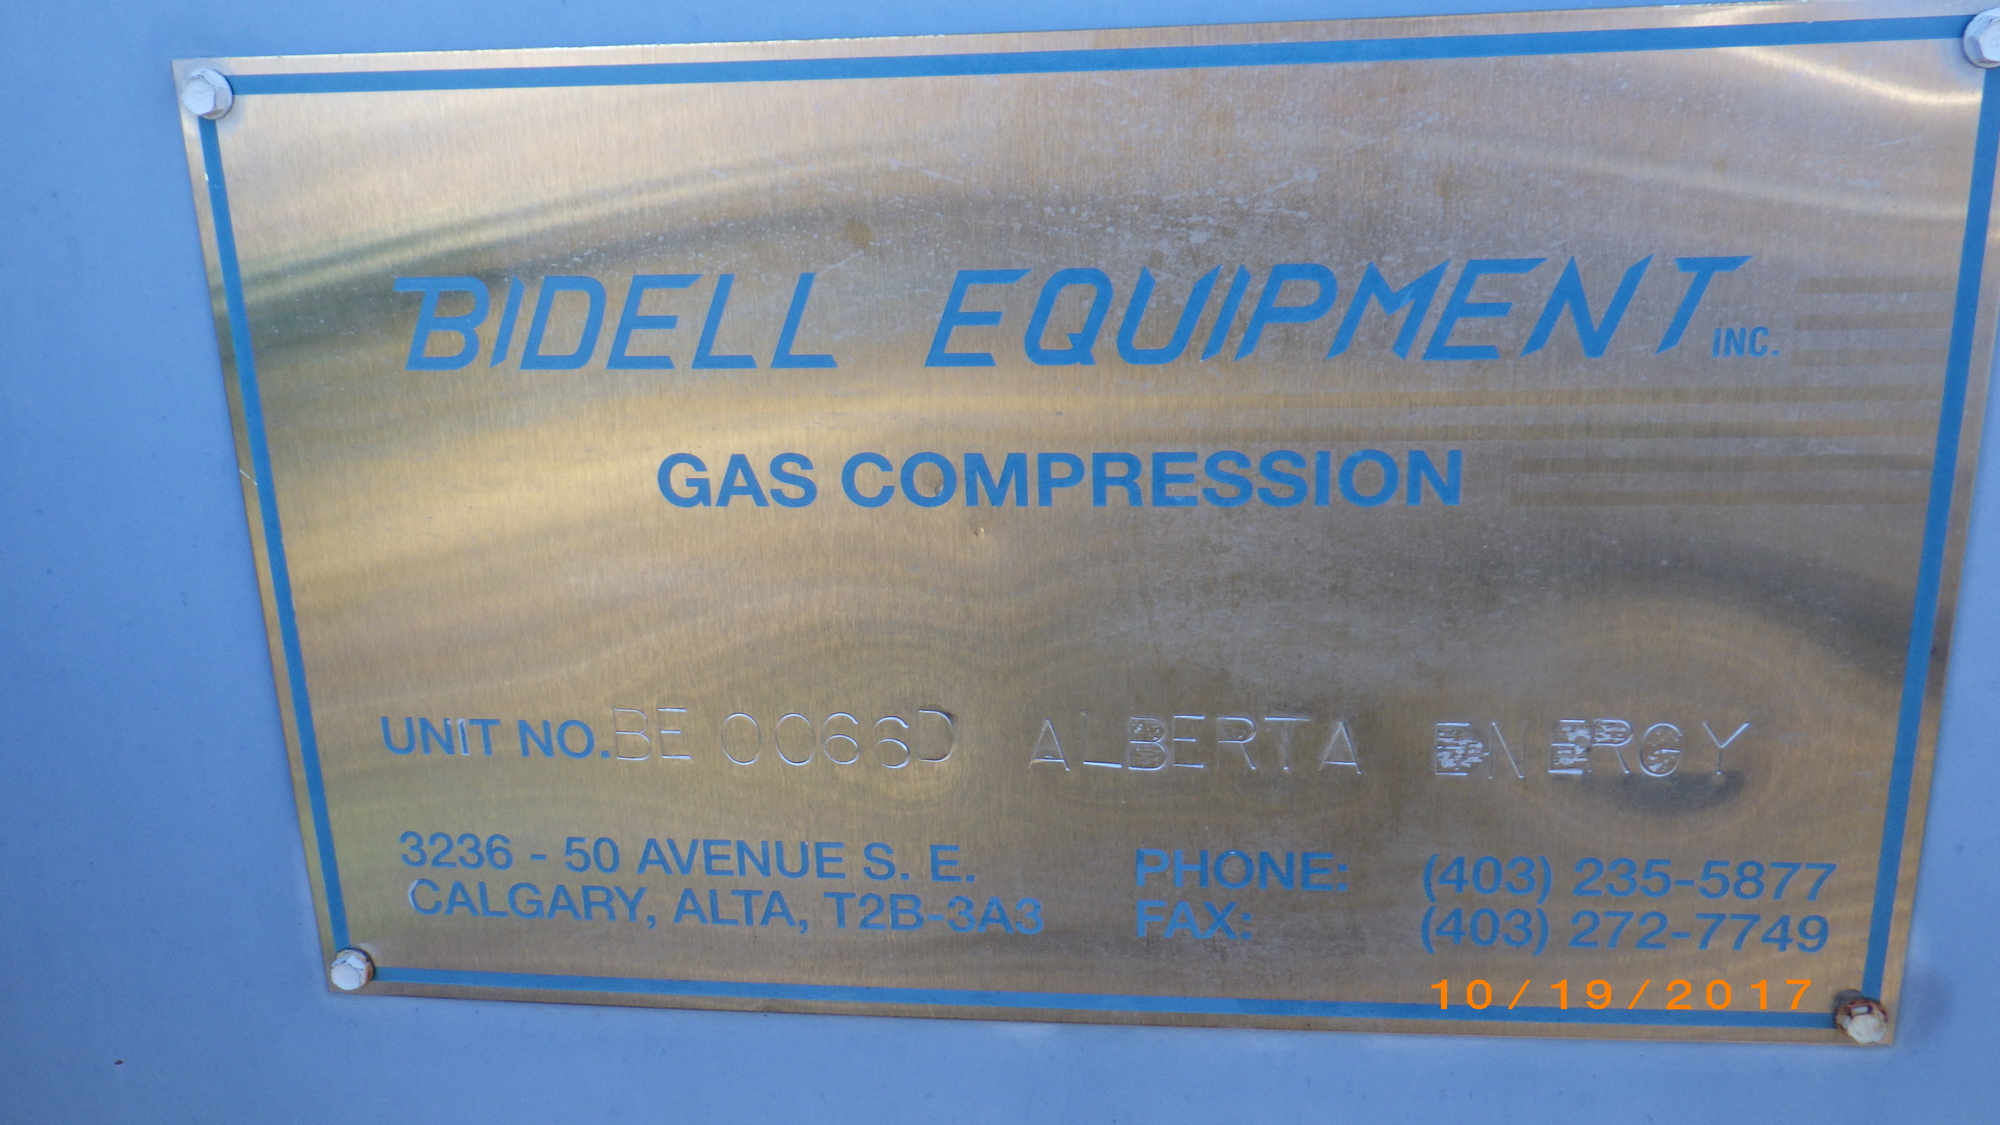 BIDELL EQUIPMENT INC.
GAS COMPRESSION
UNIT NO. BE 0066D ALBERTA ENERGY
3236 - 50 AVENUE S. E.
CALGARY, ALTA, T2B-3A3
PHONE: (403) 235-5877
FAX: (403) 272-7749
10/19/2017